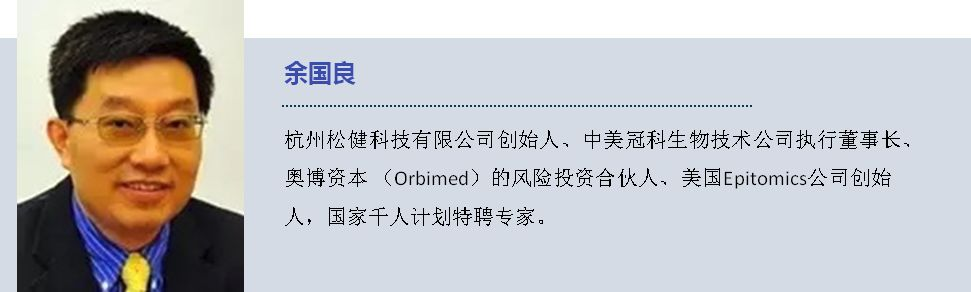 余国良
杭州松健科技有限公司创始人、中美冠科生物技术公司执行董事长、
奥博资本 （Orbimed）的风险投资合伙人、美国Epitomics公司创始
人，国家千人计划特聘专家。